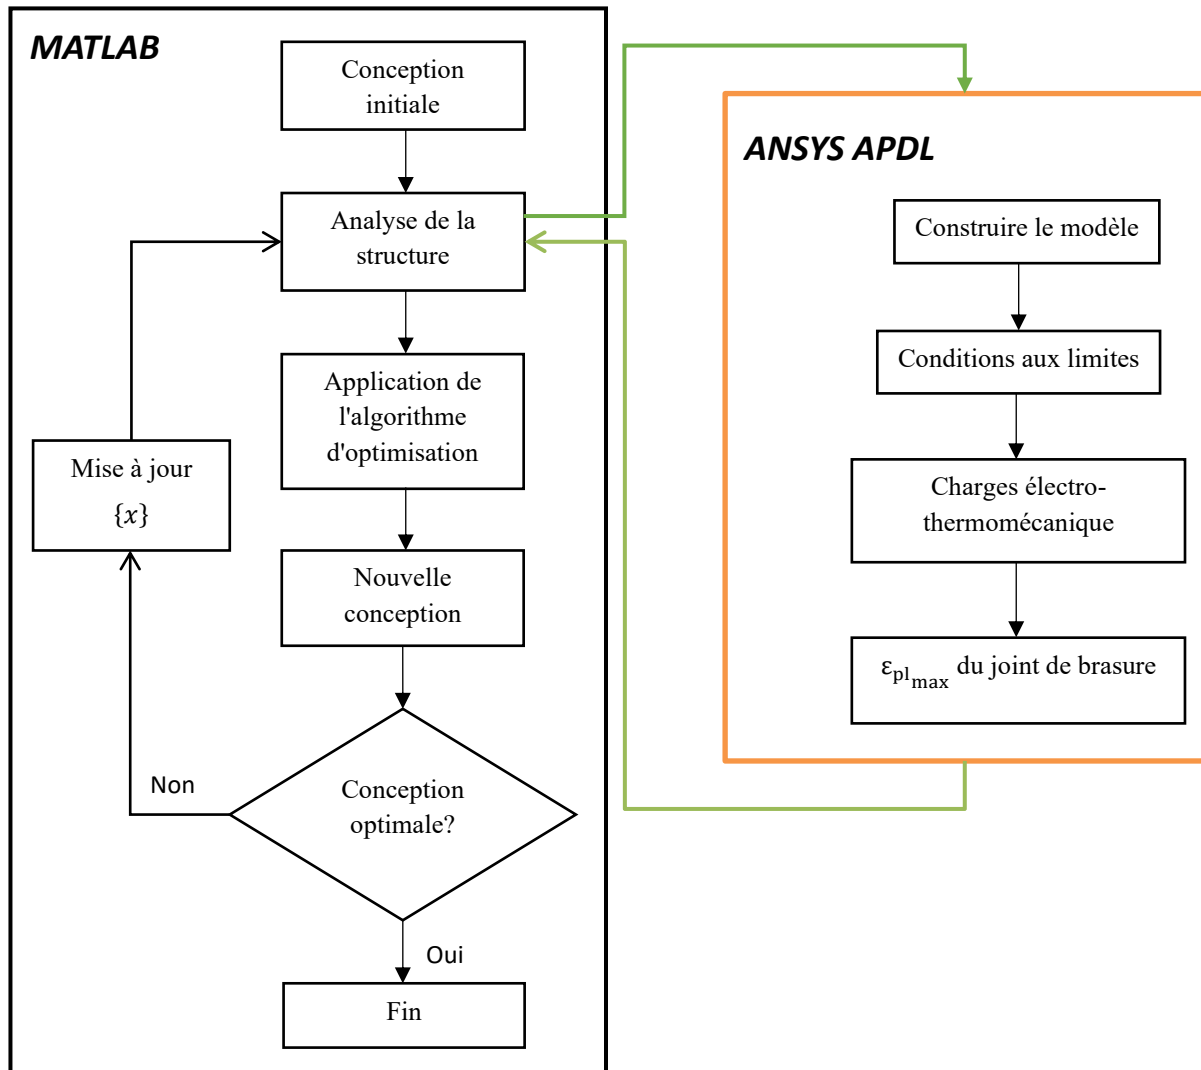 MATLAB
Conception
initiale
Analyse de la
structure
Application de
l'algorithme
d'optimisation
Mise à jour
{x}
Nouvelle
conception
Non
Conception
optimale?
Oui
Fin
ANSYS APDL
Construire le modèle
Conditions aux limites
Charges électro-
thermomécanique
εpl_max du joint de brasure